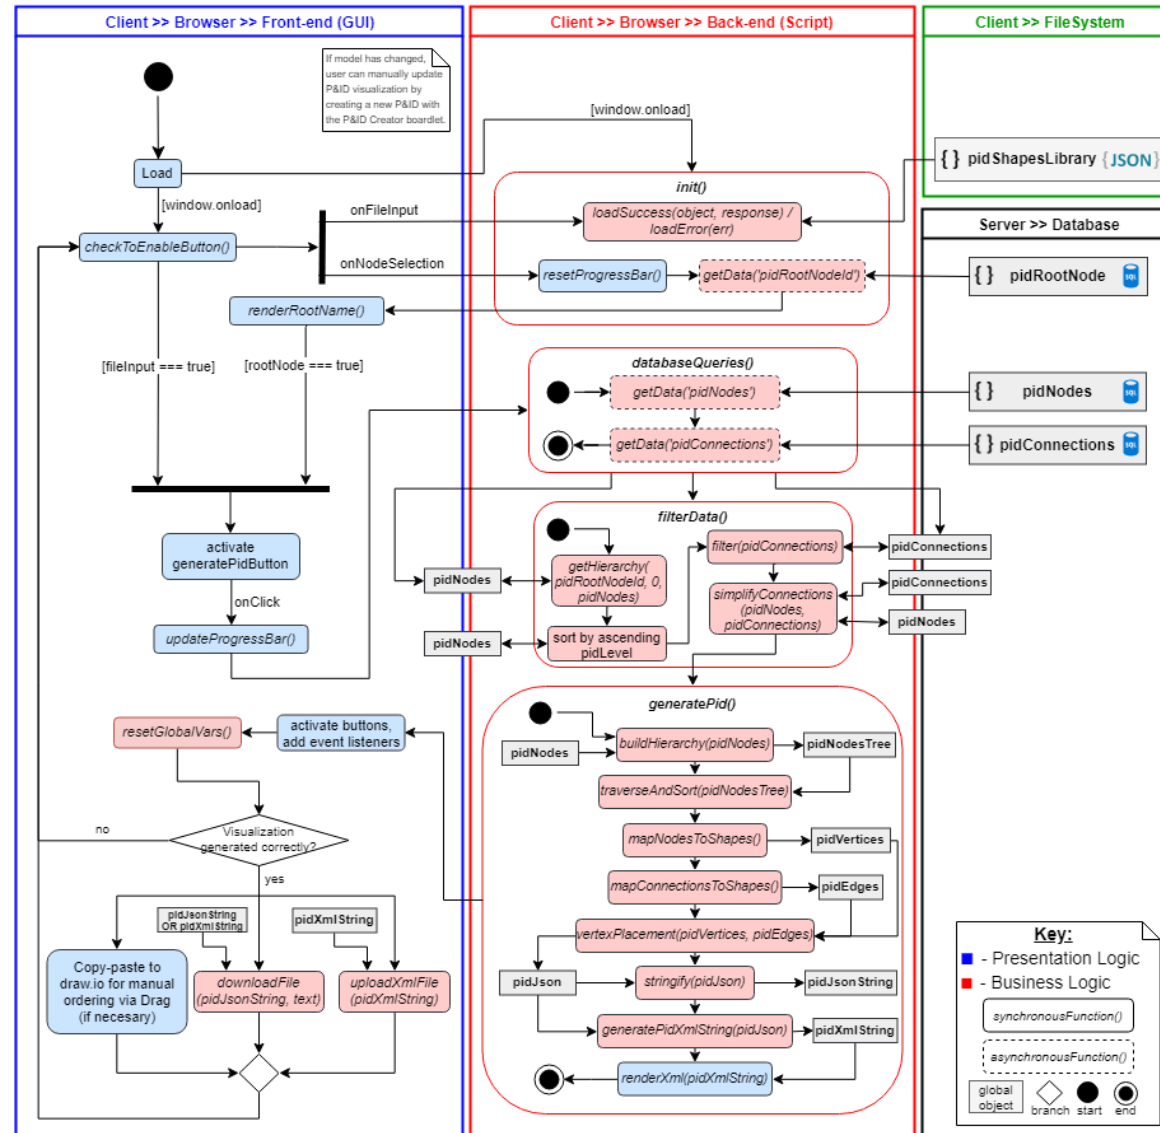 Client >> Browser >> Front-end (GUI)
Client >> Browser >> Back-end (Script)
Client >> FileSystem
If model has changed,
user can manually update
P&ID visualization by
creating a new P&ID with
the P&ID Creator boardlet.
[window.onload]
{ } pidShapesLibrary {JSON}
Load
init()
[window.onload]
onFileInput
loadSuccess(object, response) /
loadError(err)
Server >> Database
checkToEnableButton()
onNodeSelection
resetProgressBar()
getData('pidRootNodeId')
{ } pidRootNode
SQL
renderRootName()
[fileInput === true]
[rootNode === true]
databaseQueries()
getData('pidNodes')
{ } pidNodes
SQL
getData('pidConnections')
{ } pidConnections
SQL
filterData()
activate
generatePidButton
filter(pidConnections)
pidConnections
pidNodes
getHierarchy(
pidRootNodeId, 0,
pidNodes)
simplifyConnections
(pidNodes,
pidConnections)
pidConnections
onClick
pidNodes
updateProgressBar()
pidNodes
sort by ascending
pidLevel
generatePid()
resetGlobalVars()
activate buttons,
add event listeners
pidNodes
buildHierarchy(pidNodes)
pidNodesTree
traverseAndSort(pidNodesTree)
no
Visualization
generated correctly?
mapNodesToShapes()
pidVertices
yes
mapConnectionsToShapes()
pidEdges
pidJsonString
OR pidXmlString
pidXmlString
vertexPlacement(pidVertices, pidEdges)
Copy-paste to
draw.io for manual
ordering via Drag
(if necesary)
downloadFile
(pidJsonString, text)
uploadXmlFile
(pidXmlString)
pidJson
stringify(pidJson)
pidJsonString
generatePidXmlString(pidJson)
pidXmlString
renderXml(pidXmlString)
Key:
- Presentation Logic
- Business Logic
synchronousFunction()
asynchronousFunction()
global
object
branch
start
end